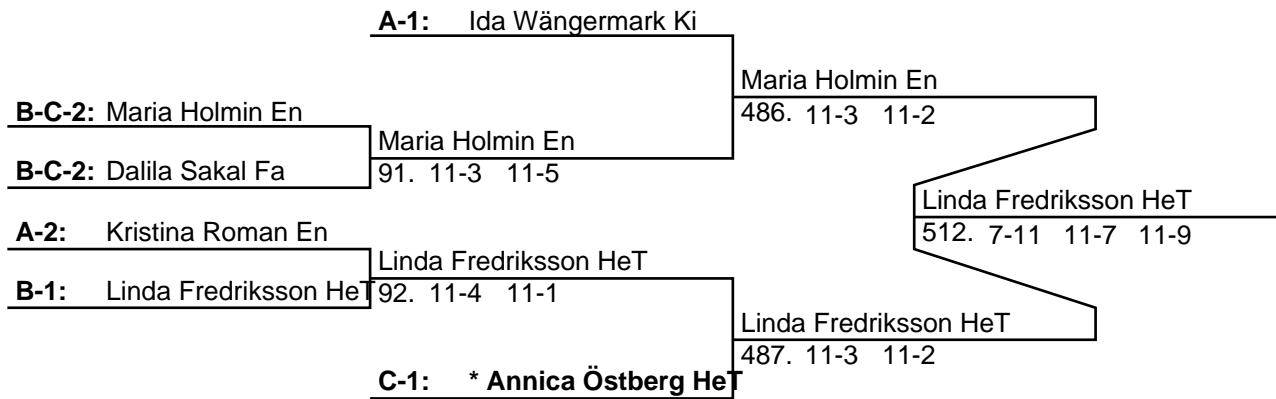 A-1: Ida Wängermark Ki
Maria Holmin En
B-C-2: Maria Holmin En
486. 11-3 11-2
Maria Holmin En
B-C-2: Dalila Sakal Fa
91. 11-3 11-5
Linda Fredriksson HeT
A-2: Kristina Roman En
512. 7-11 11-7 11-9
Linda Fredriksson HeT
B-1: Linda Fredriksson HeT
92. 11-4 11-1
Linda Fredriksson HeT
487. 11-3 11-2
C-1: * Annica Östberg HeT